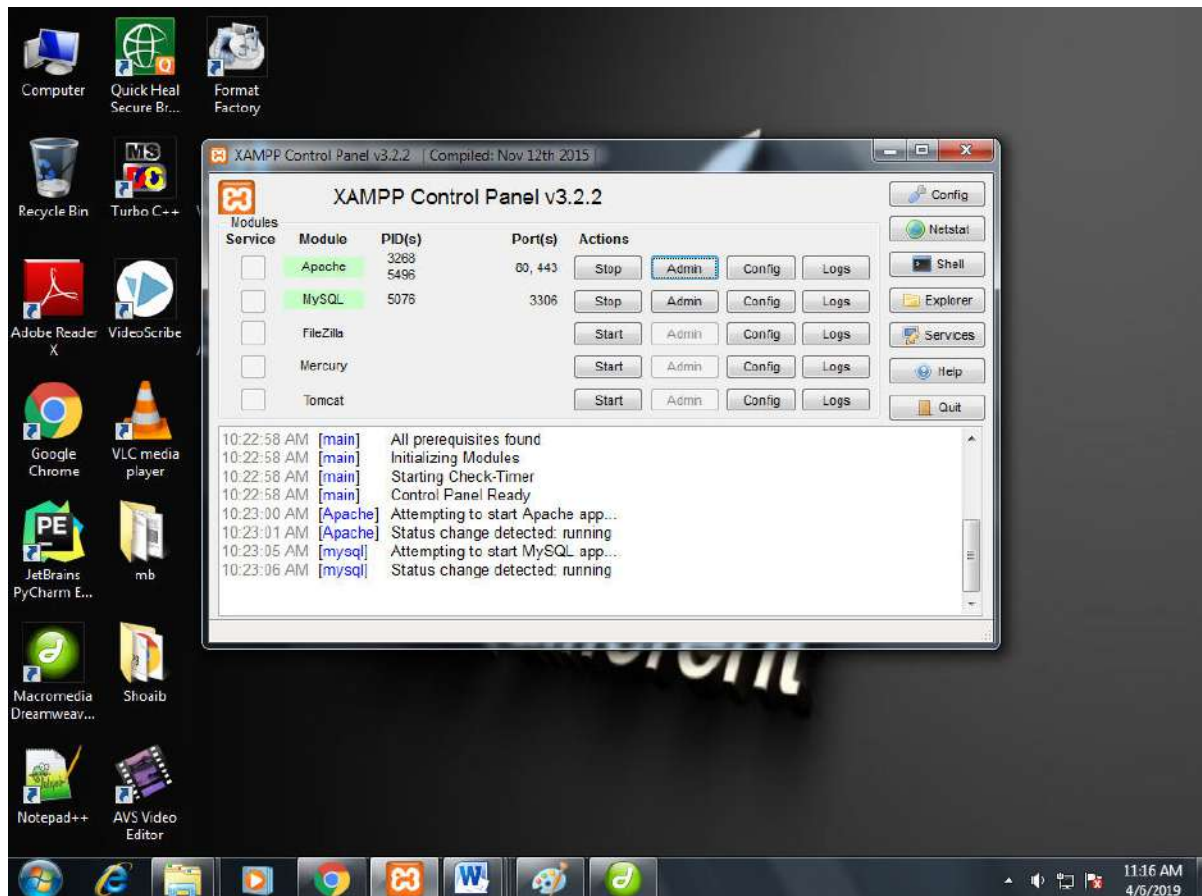 Computer
Quick Heal
Secure Br...
Format
Factory
Recycle Bin
MS
Turbo C++
Adobe Reader
X
VideoScribe
Google
Chrome
VLC media
player
PE
JetBrains
PyCharm E...
mb
Macromedia
Dreamweav...
Shoaib
Notepad++
AVS Video
Editor
XAMPP Control Panel v3.2.2 [ Compiled: Nov 12th 2015 ]
XAMPP Control Panel v3.2.2
Config
Modules
Service Module PID(s) Port(s) Actions
Netstat
Apache 3268 5496 80, 443 Stop Admin Config Logs
Shell
MySQL 5076 3306 Stop Admin Config Logs
Explorer
FileZilla Start Admin Config Logs
Services
Mercury Start Admin Config Logs
Help
Tomcat Start Admin Config Logs
Quit
10:22:58 AM [main] All prerequisites found
10:22:58 AM [main] Initializing Modules
10:22:58 AM [main] Starting Check-Timer
10:22:58 AM [main] Control Panel Ready
10:23:00 AM [Apache] Attempting to start Apache app...
10:23:01 AM [Apache] Status change detected: running
10:23:05 AM [mysql] Attempting to start MySQL app...
10:23:06 AM [mysql] Status change detected: running
11:16 AM
4/6/2019